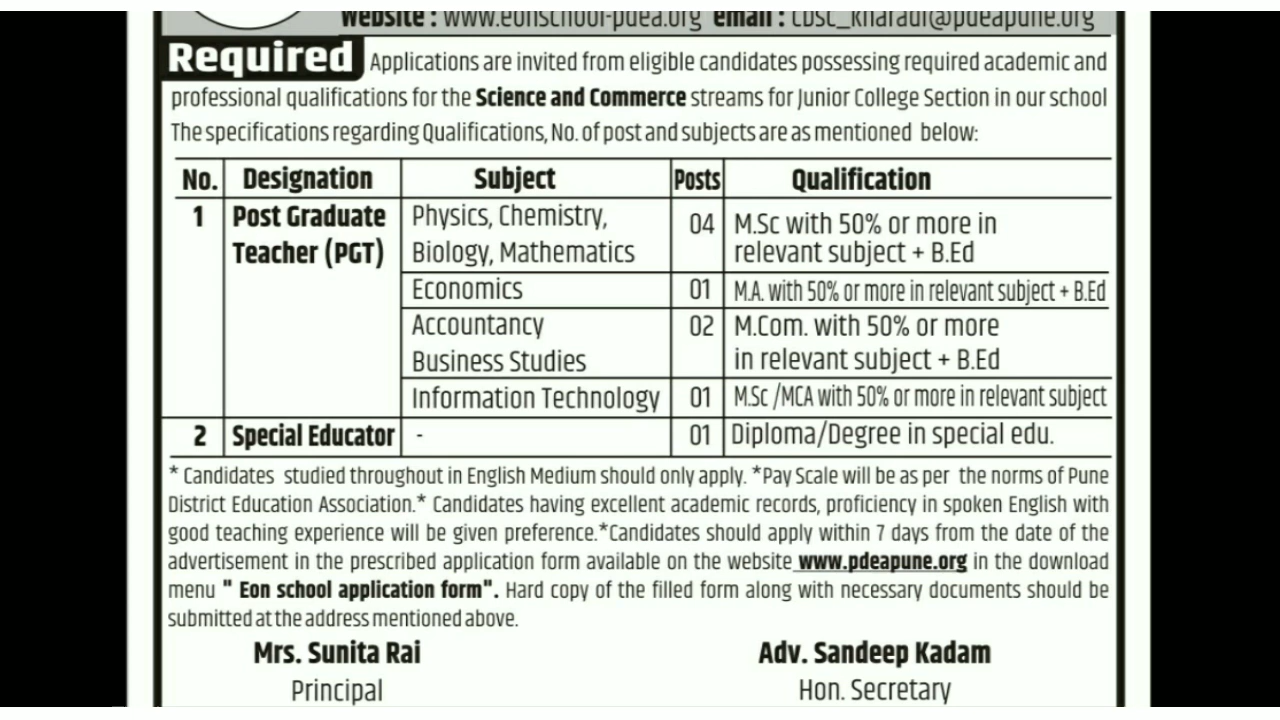 Website : www.eonschool-pdea.org email : cbsc_kharadi@pdeapune.org
Required Applications are invited from eligible candidates possessing required academic and
professional qualifications for the Science and Commerce streams for Junior College Section in our school
The specifications regarding Qualifications, No. of post and subjects are as mentioned below:
No. Designation Subject Posts Qualification
1 Post Graduate Teacher (PGT) Physics, Chemistry, Biology, Mathematics 04 M.Sc with 50% or more in relevant subject + B.Ed
Economics 01 M.A. with 50% or more in relevant subject + B.Ed
Accountancy Business Studies 02 M.Com. with 50% or more in relevant subject + B.Ed
Information Technology 01 M.Sc /MCA with 50% or more in relevant subject
2 Special Educator - 01 Diploma/Degree in special edu.
* Candidates studied throughout in English Medium should only apply. *Pay Scale will be as per the norms of Pune
District Education Association.* Candidates having excellent academic records, proficiency in spoken English with
good teaching experience will be given preference.*Candidates should apply within 7 days from the date of the
advertisement in the prescribed application form available on the website www.pdeapune.org in the download
menu " Eon school application form". Hard copy of the filled form along with necessary documents should be
submitted at the address mentioned above.
Mrs. Sunita Rai Adv. Sandeep Kadam
Principal Hon. Secretary